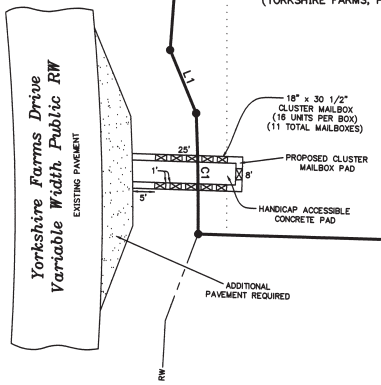 (YORKSHIRE FARMS, P
L1
18" x 30 1/2"
CLUSTER MAILBOX
(16 UNITS PER BOX)
(11 TOTAL MAILBOXES)
Yorkshire Farms Drive
Variable Width Public RW
EXISTING PAVEMENT
25'
C1
1'
8'
5'
PROPOSED CLUSTER
MAILBOX PAD
HANDICAP ACCESSIBLE
CONCRETE PAD
ADDITIONAL
PAVEMENT REQUIRED
RW